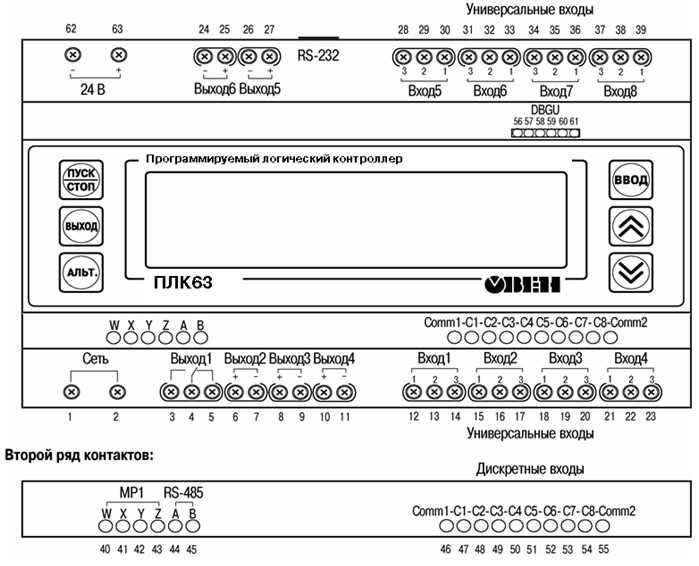 Универсальные входы
62 63 24 25 26 27 28 29 30 31 32 33 34 35 36 37 38 39
− + − + − + 3 2 1 3 2 1 3 2 1 3 2 1
24 В Выход6 Выход5 RS-232 Вход5 Вход6 Вход7 Вход8
DBGU
56 57 58 59 60 61
Программируемый логический контроллер
ПУСК
СТОП
ВЫХОД
АЛЬТ.
ВВОД
ПЛК63 ОВЕН
W X Y Z A B Comm1-C1-C2-C3-C4 C5-C6-C7-C8-Comm2
Сеть Выход1 Выход2 Выход3 Выход4 Вход1 Вход2 Вход3 Вход4
+ − + − + − 1 2 3 1 2 3 1 2 3 1 2 3
1 2 3 4 5 6 7 8 9 10 11 12 13 14 15 16 17 18 19 20 21 22 23
Универсальные входы
Второй ряд контактов:
Дискретные входы
МР1 RS-485
W X Y Z A B Comm1-C1-C2-C3-C4 C5-C6-C7-C8-Comm2
40 41 42 43 44 45 46 47 48 49 50 51 52 53 54 55